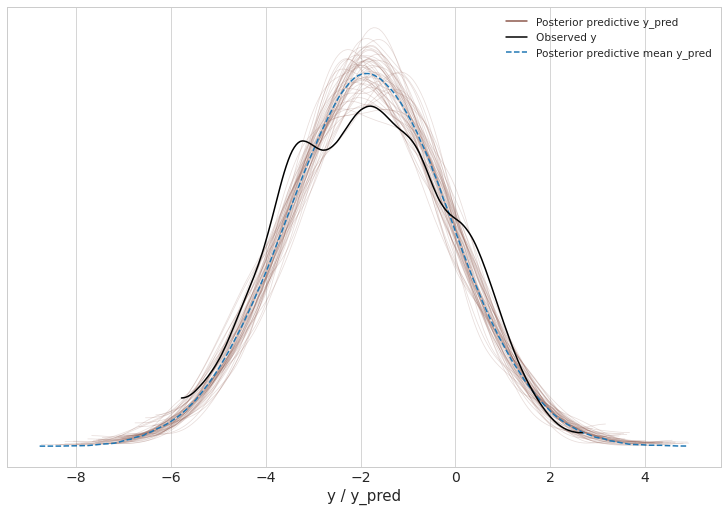 Posterior predictive y_pred
Observed y
Posterior predictive mean y_pred
−8 −6 −4 −2 0 2 4
y / y_pred